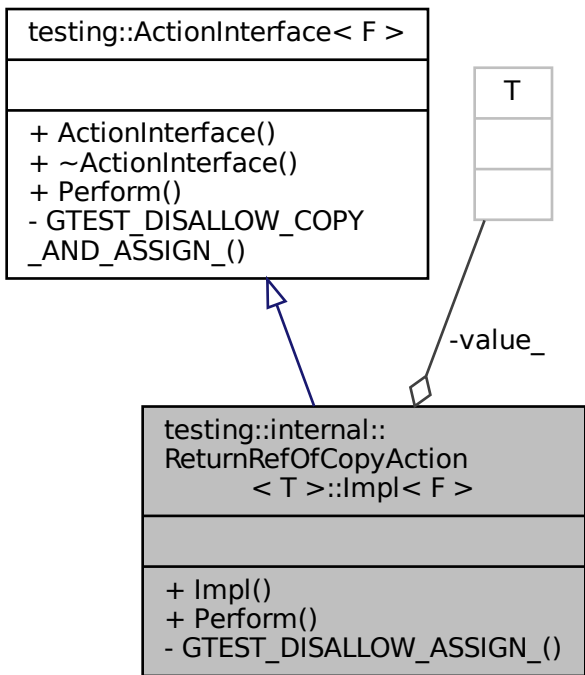 testing::ActionInterface< F >
+ ActionInterface()
+ ~ActionInterface()
+ Perform()
- GTEST_DISALLOW_COPY
_AND_ASSIGN_()
T
-value_
testing::internal::
ReturnRefOfCopyAction
< T >::Impl< F >
+ Impl()
+ Perform()
- GTEST_DISALLOW_ASSIGN_()